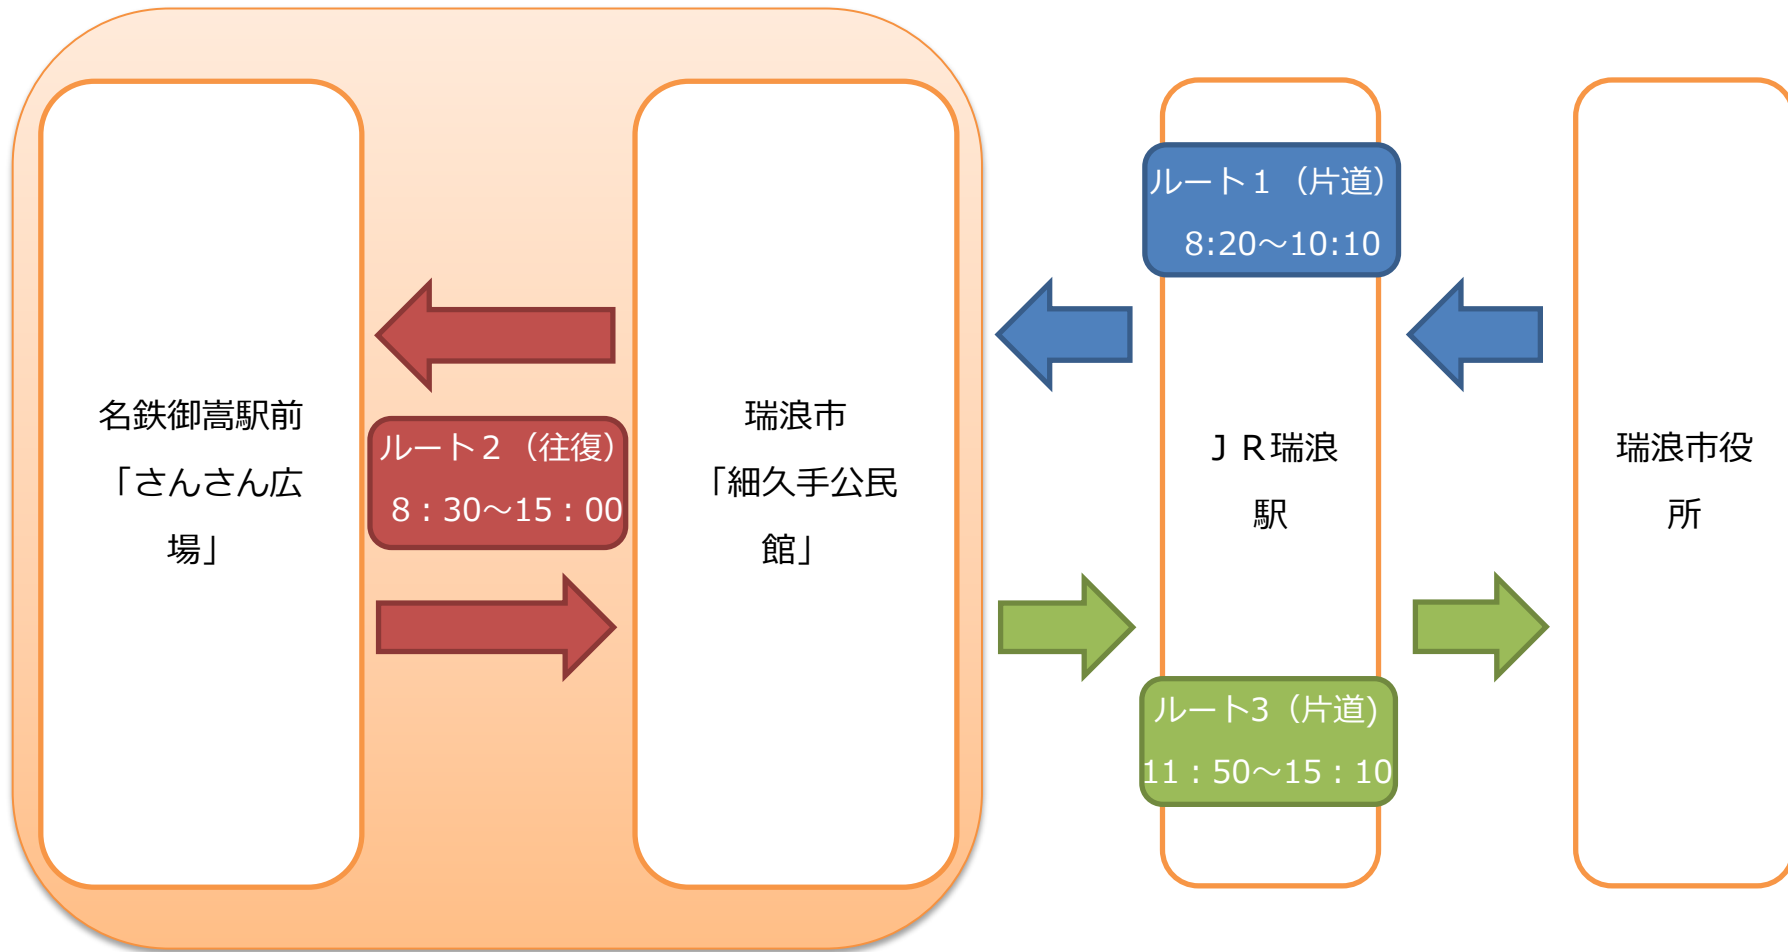 名鉄御嵩駅前
「さんさん広
場」
ルート２（往復）
8：30～15：00
瑞浪市
「細久手公民
館」
ルート１（片道）
8:20～10:10
ＪＲ瑞浪
駅
ルート3（片道)
11：50～15：10
瑞浪市役
所